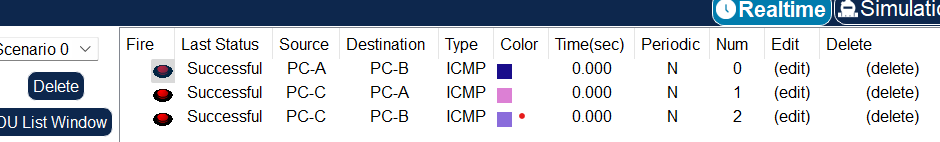 Realtime Simulatio
Scenario 0 Fire Last Status Source Destination Type Color Time(sec) Periodic Num Edit Delete
Successful PC-A PC-B ICMP 0.000 N 0 (edit) (delete)
Delete
Successful PC-C PC-A ICMP 0.000 N 1 (edit) (delete)
Successful PC-C PC-B ICMP 0.000 N 2 (edit) (delete)
DU List Window